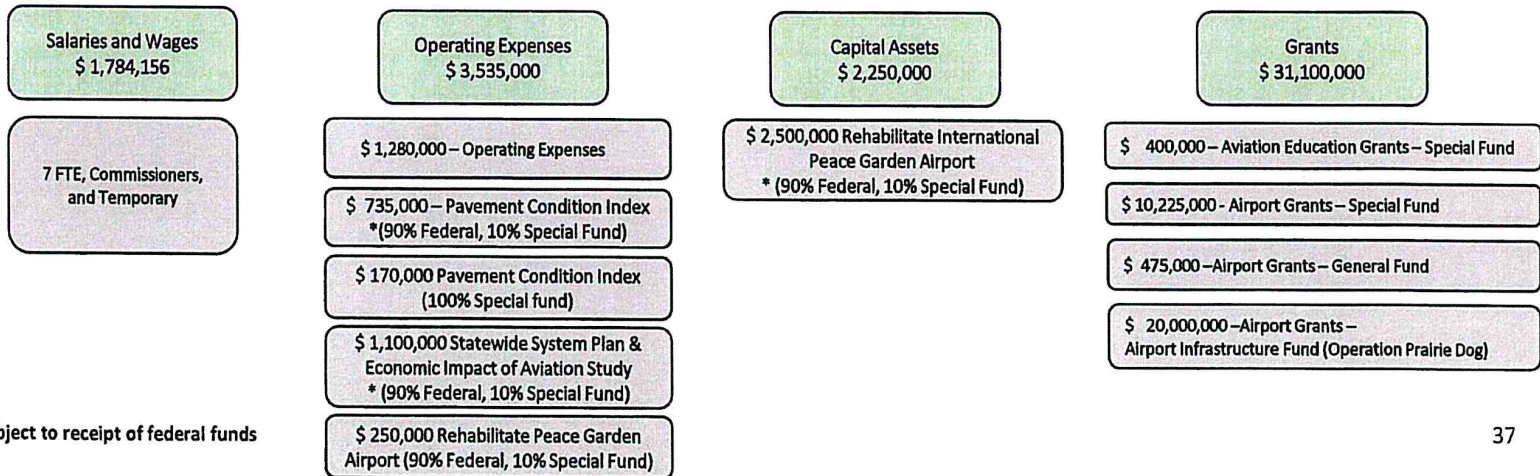 Salaries and Wages
$ 1,784,156
7 FTE, Commissioners,
and Temporary
Operating Expenses
$ 3,535,000
$ 1,280,000 – Operating Expenses
$ 735,000 – Pavement Condition Index
*(90% Federal, 10% Special Fund)
$ 170,000 Pavement Condition Index
(100% Special fund)
$ 1,100,000 Statewide System Plan &
Economic Impact of Aviation Study
* (90% Federal, 10% Special Fund)
$ 250,000 Rehabilitate Peace Garden
Airport (90% Federal, 10% Special Fund)
Capital Assets
$ 2,250,000
$ 2,500,000 Rehabilitate International
Peace Garden Airport
* (90% Federal, 10% Special Fund)
Grants
$ 31,100,000
$ 400,000 – Aviation Education Grants – Special Fund
$ 10,225,000 - Airport Grants – Special Fund
$ 475,000 –Airport Grants – General Fund
$ 20,000,000 –Airport Grants –
Airport Infrastructure Fund (Operation Prairie Dog)
to receipt of federal funds
37